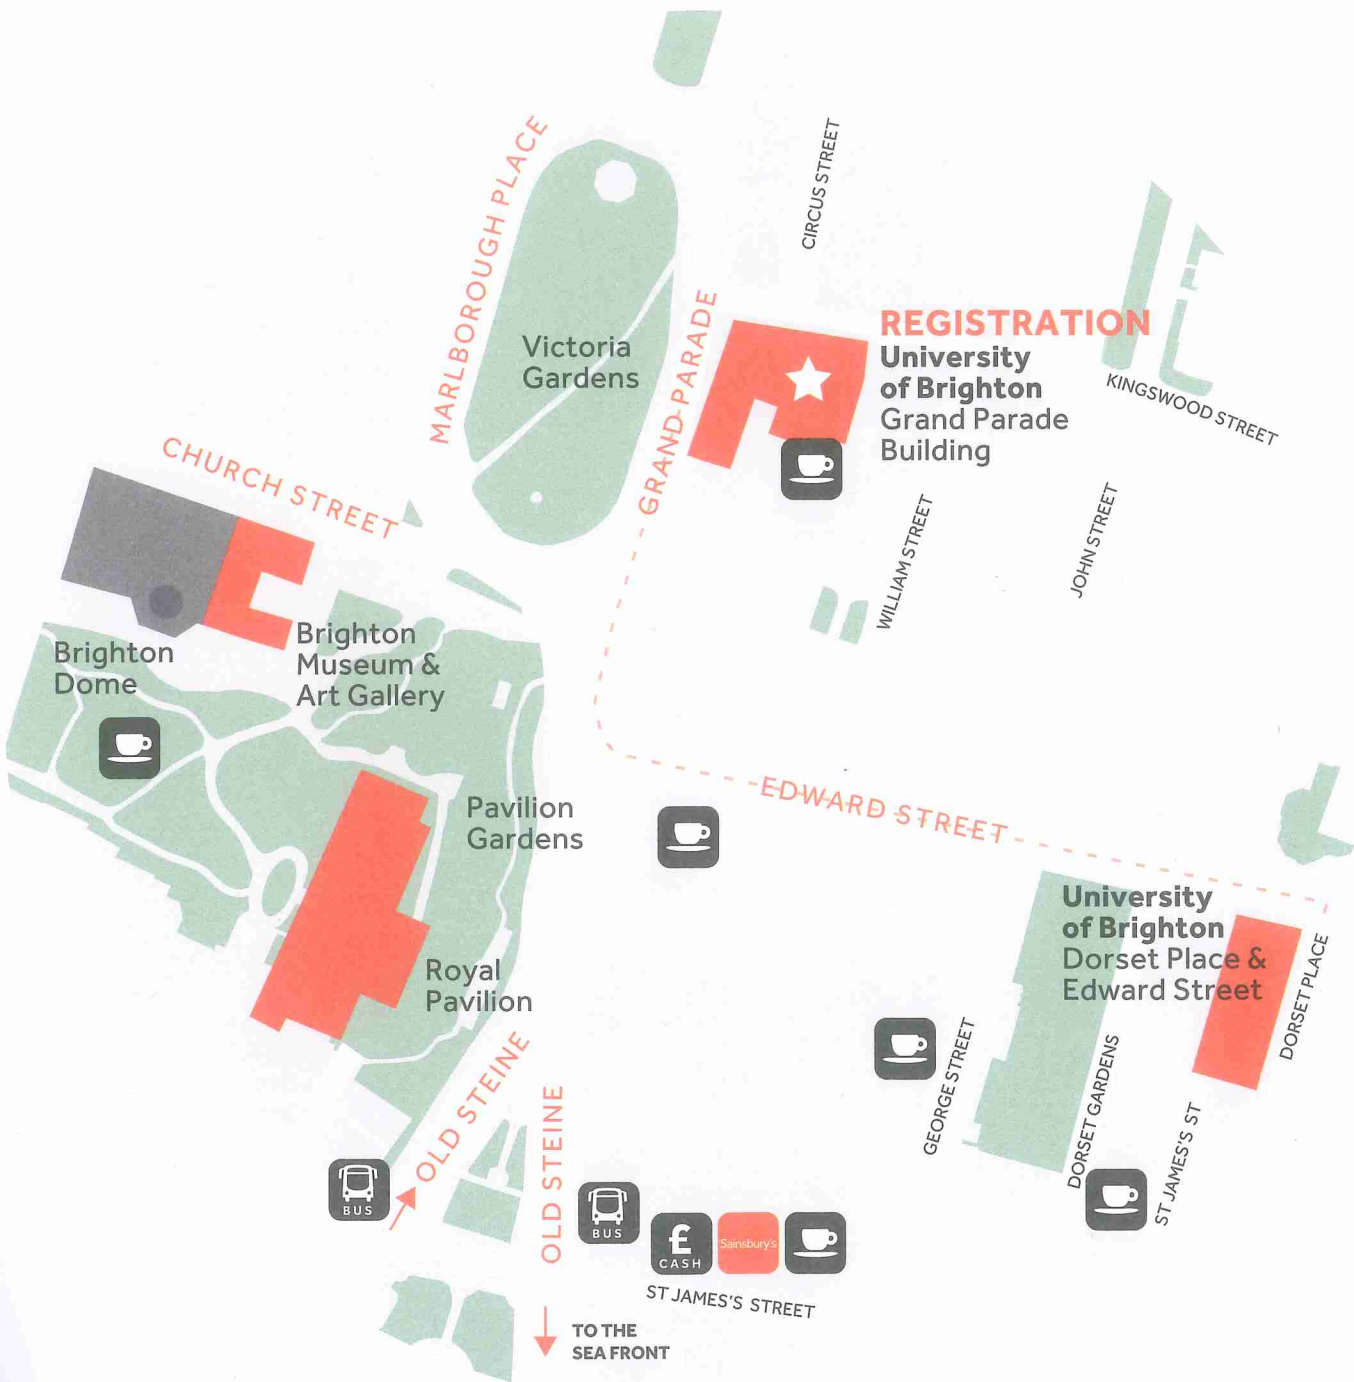 CIRCUS STREET
MARLBOROUGH PLACE
GRAND PARADE
REGISTRATION
University
of Brighton
Grand Parade
Building
Victoria
Gardens
KINGSWOOD STREET
CHURCH STREET
WILLIAM STREET
JOHN STREET
Brighton
Museum &
Art Gallery
Brighton
Dome
EDWARD STREET
Pavilion
Gardens
University
of Brighton
Dorset Place &
Edward Street
Royal
Pavilion
DORSET PLACE
GEORGE STREET
DORSET GARDENS
ST JAMES'S ST
OLD STEINE
OLD STEINE
BUS
BUS
£
CASH
Sainsbury's
ST JAMES'S STREET
TO THE
SEA FRONT